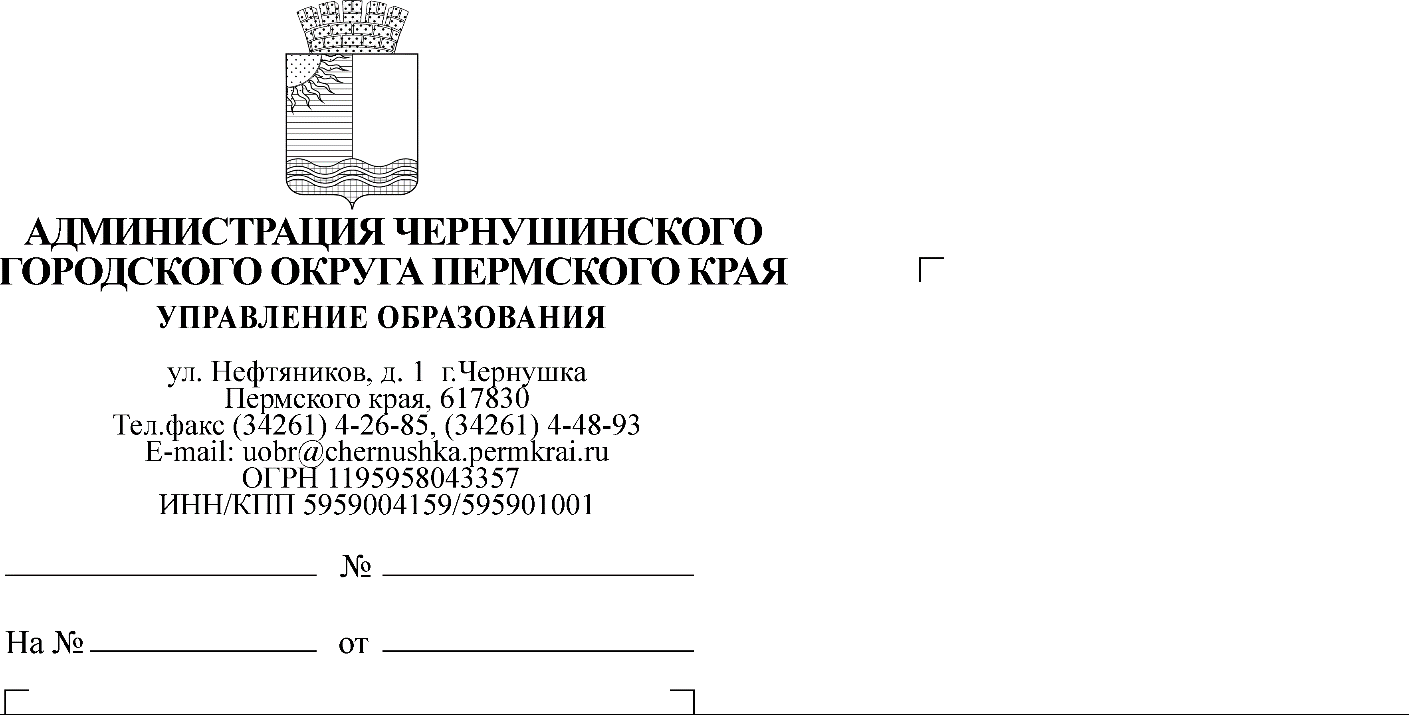 АДМИНИСТРАЦИЯ ЧЕРНУШИНСКОГО
ГОРОДСКОГО ОКРУГА ПЕРМСКОГО КРАЯ
УПРАВЛЕНИЕ ОБРАЗОВАНИЯ
ул. Нефтяников, д. 1 г.Чернушка
Пермского края, 617830
Тел.факс (34261) 4-26-85, (34261) 4-48-93
E-mail: uobr@chernushka.permkrai.ru
ОГРН 1195958043357
ИНН/КПП 5959004159/595901001
№
На № от